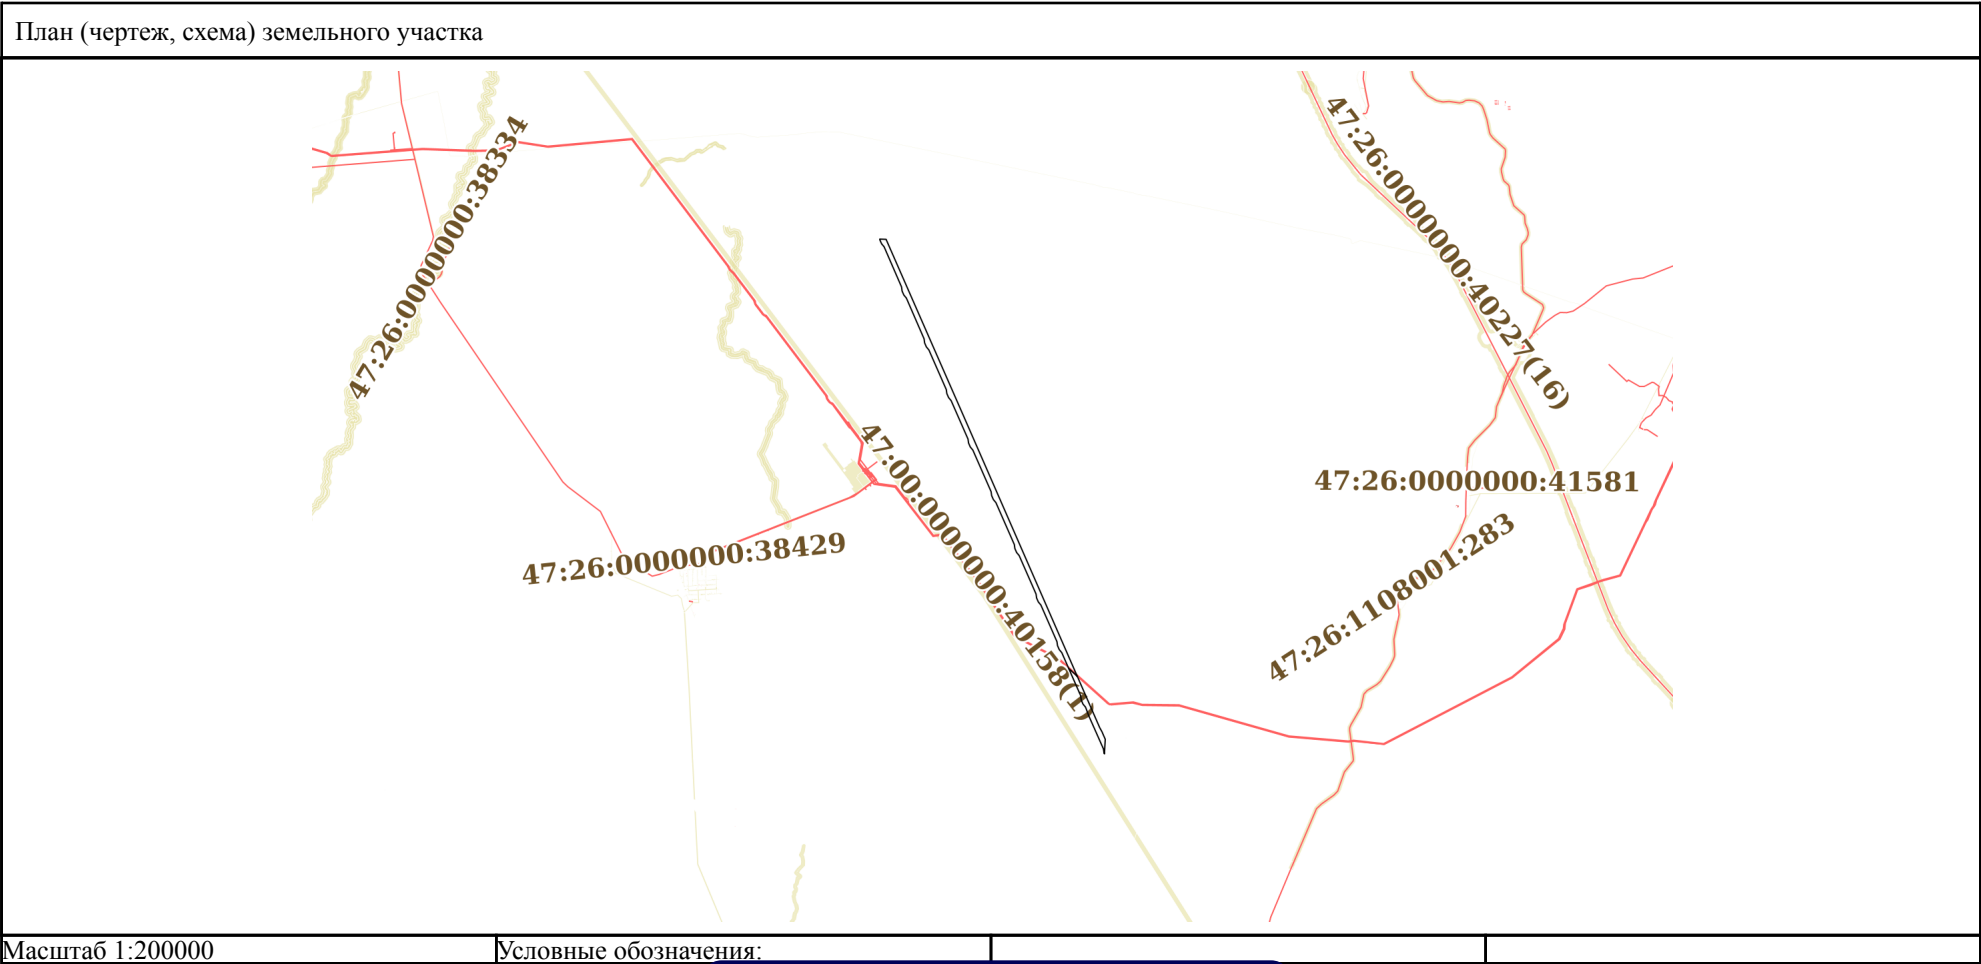 План (чертеж, схема) земельного участка
47:26:0000000:38334
47:26:0000000:40227(16)
47:00:0000000:40158(1)
47:26:0000000:41581
47:26:0000000:38429
47:26:1108001:283
Масштаб 1:200000
Условные обозначения: